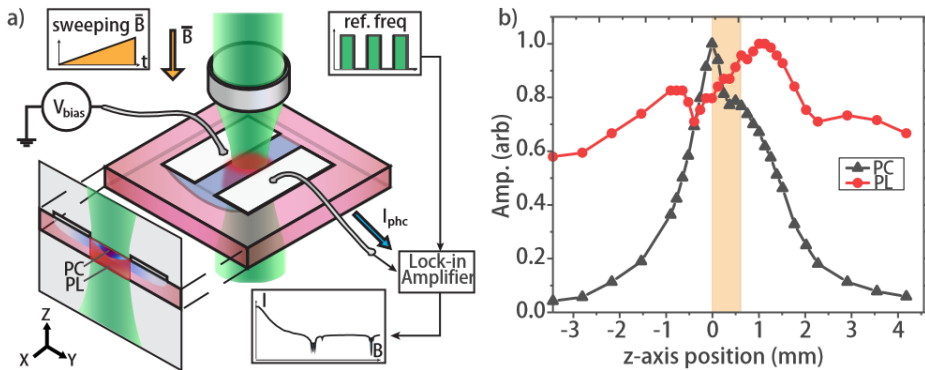 a)
sweeping B̅
t
B̅
ref. freq
V_bias
I_phc
Lock-in
Amplifier
PC
PL
I
B
Z
X
Y
b)
Amp. (arb)
1.0
0.8
0.6
0.4
0.2
0.0
PC
PL
-3 -2 -1 0 1 2 3 4
z-axis position (mm)